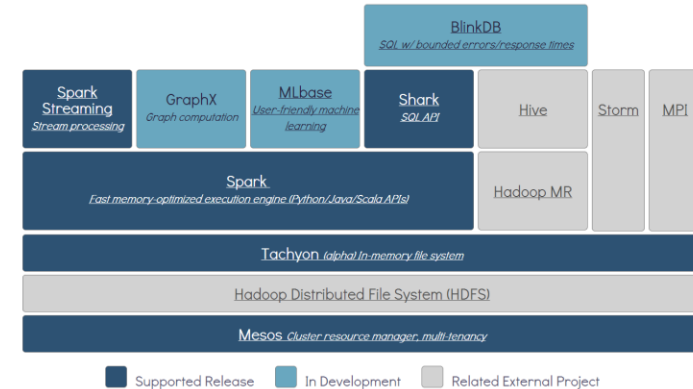 BlinkDB
SQL w/ bounded errors/response times
Spark
Streaming
Stream processing
GraphX
Graph computation
MLbase
User-friendly machine
learning
Shark
SQL API
Hive
Storm
MPI
Spark
Fast memory-optimized execution engine (Python/Java/Scala APIs)
Hadoop MR
Tachyon (alpha) In-memory file system
Hadoop Distributed File System (HDFS)
Mesos Cluster resource manager, multi-tenancy
Supported Release
In Development
Related External Project